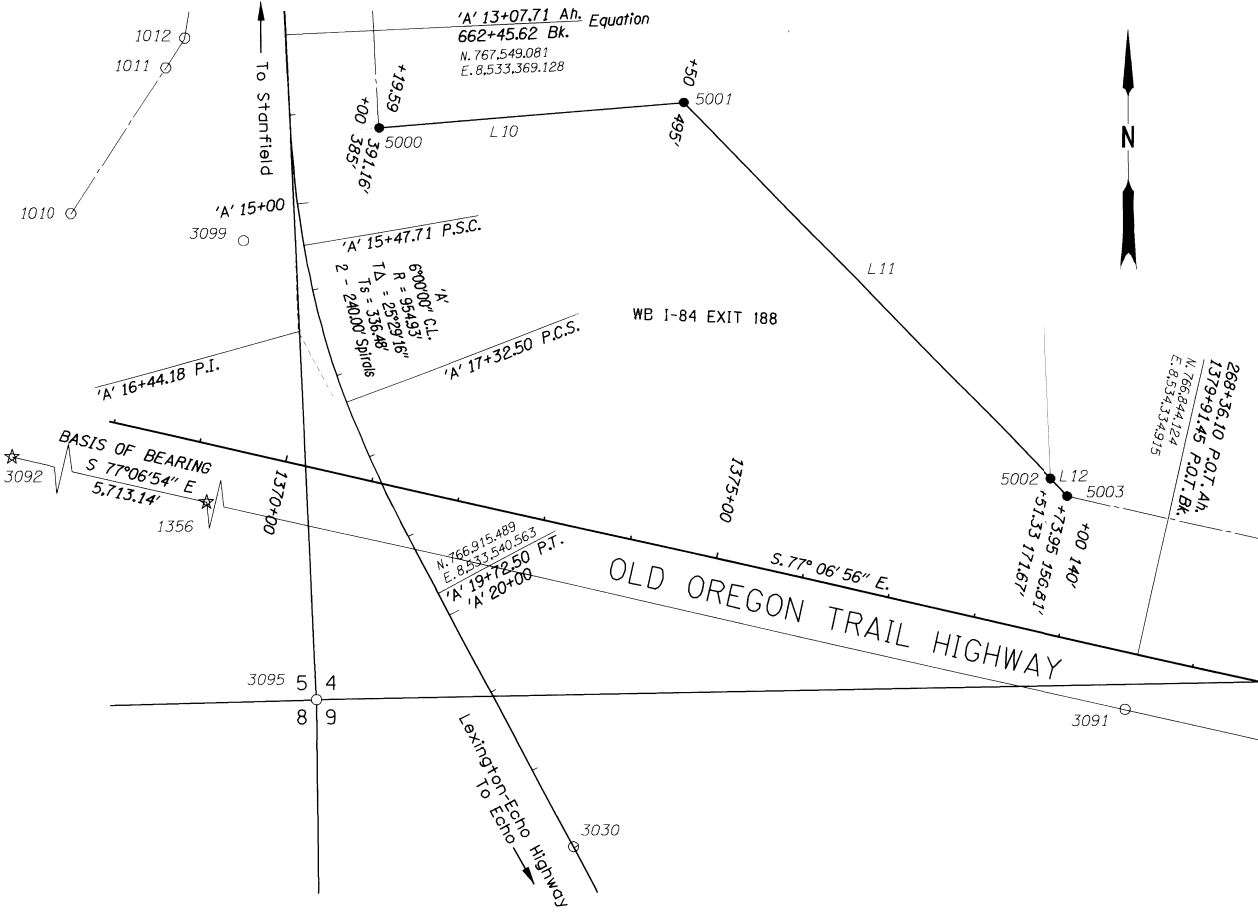 'A' 13+07.71 Ah. Equation
662+45.62 Bk.
N. 767,549.081
E. 8,533,369.128
1012
1011
1010
To Stanfield
+19.59
+00
391.16'
385'
5000
L10
+50
5001
495'
N
'A' 15+00
3099
'A' 15+47.71 P.S.C.
'A'
6°00'00" C.L.
R = 954.93'
TΔ = 25°29'16"
Ts = 336.48'
2 - 240.00' Spirals
L11
WB I-84 EXIT 188
'A' 17+32.50 P.C.S.
'A' 16+44.18 P.I.
268+36.10 P.O.T. Ah.
1379+91.45 P.O.T. Bk.
N. 766,844.124
E. 8,534,334.915
BASIS OF BEARING
S 77°06'54" E
5,713.14'
3092
1356
1370+00
1375+00
5002
L12
5003
+00 140'
+73.95 156.81'
+51.33 171.67'
N. 766,915.489
E. 8,533,540.563
'A' 19+72.50 P.T.
'A' 20+00
S. 77° 06' 56" E.
OLD OREGON TRAIL HIGHWAY
3095
5 4
8 9
3091
Lexington-Echo Highway
To Echo
3030